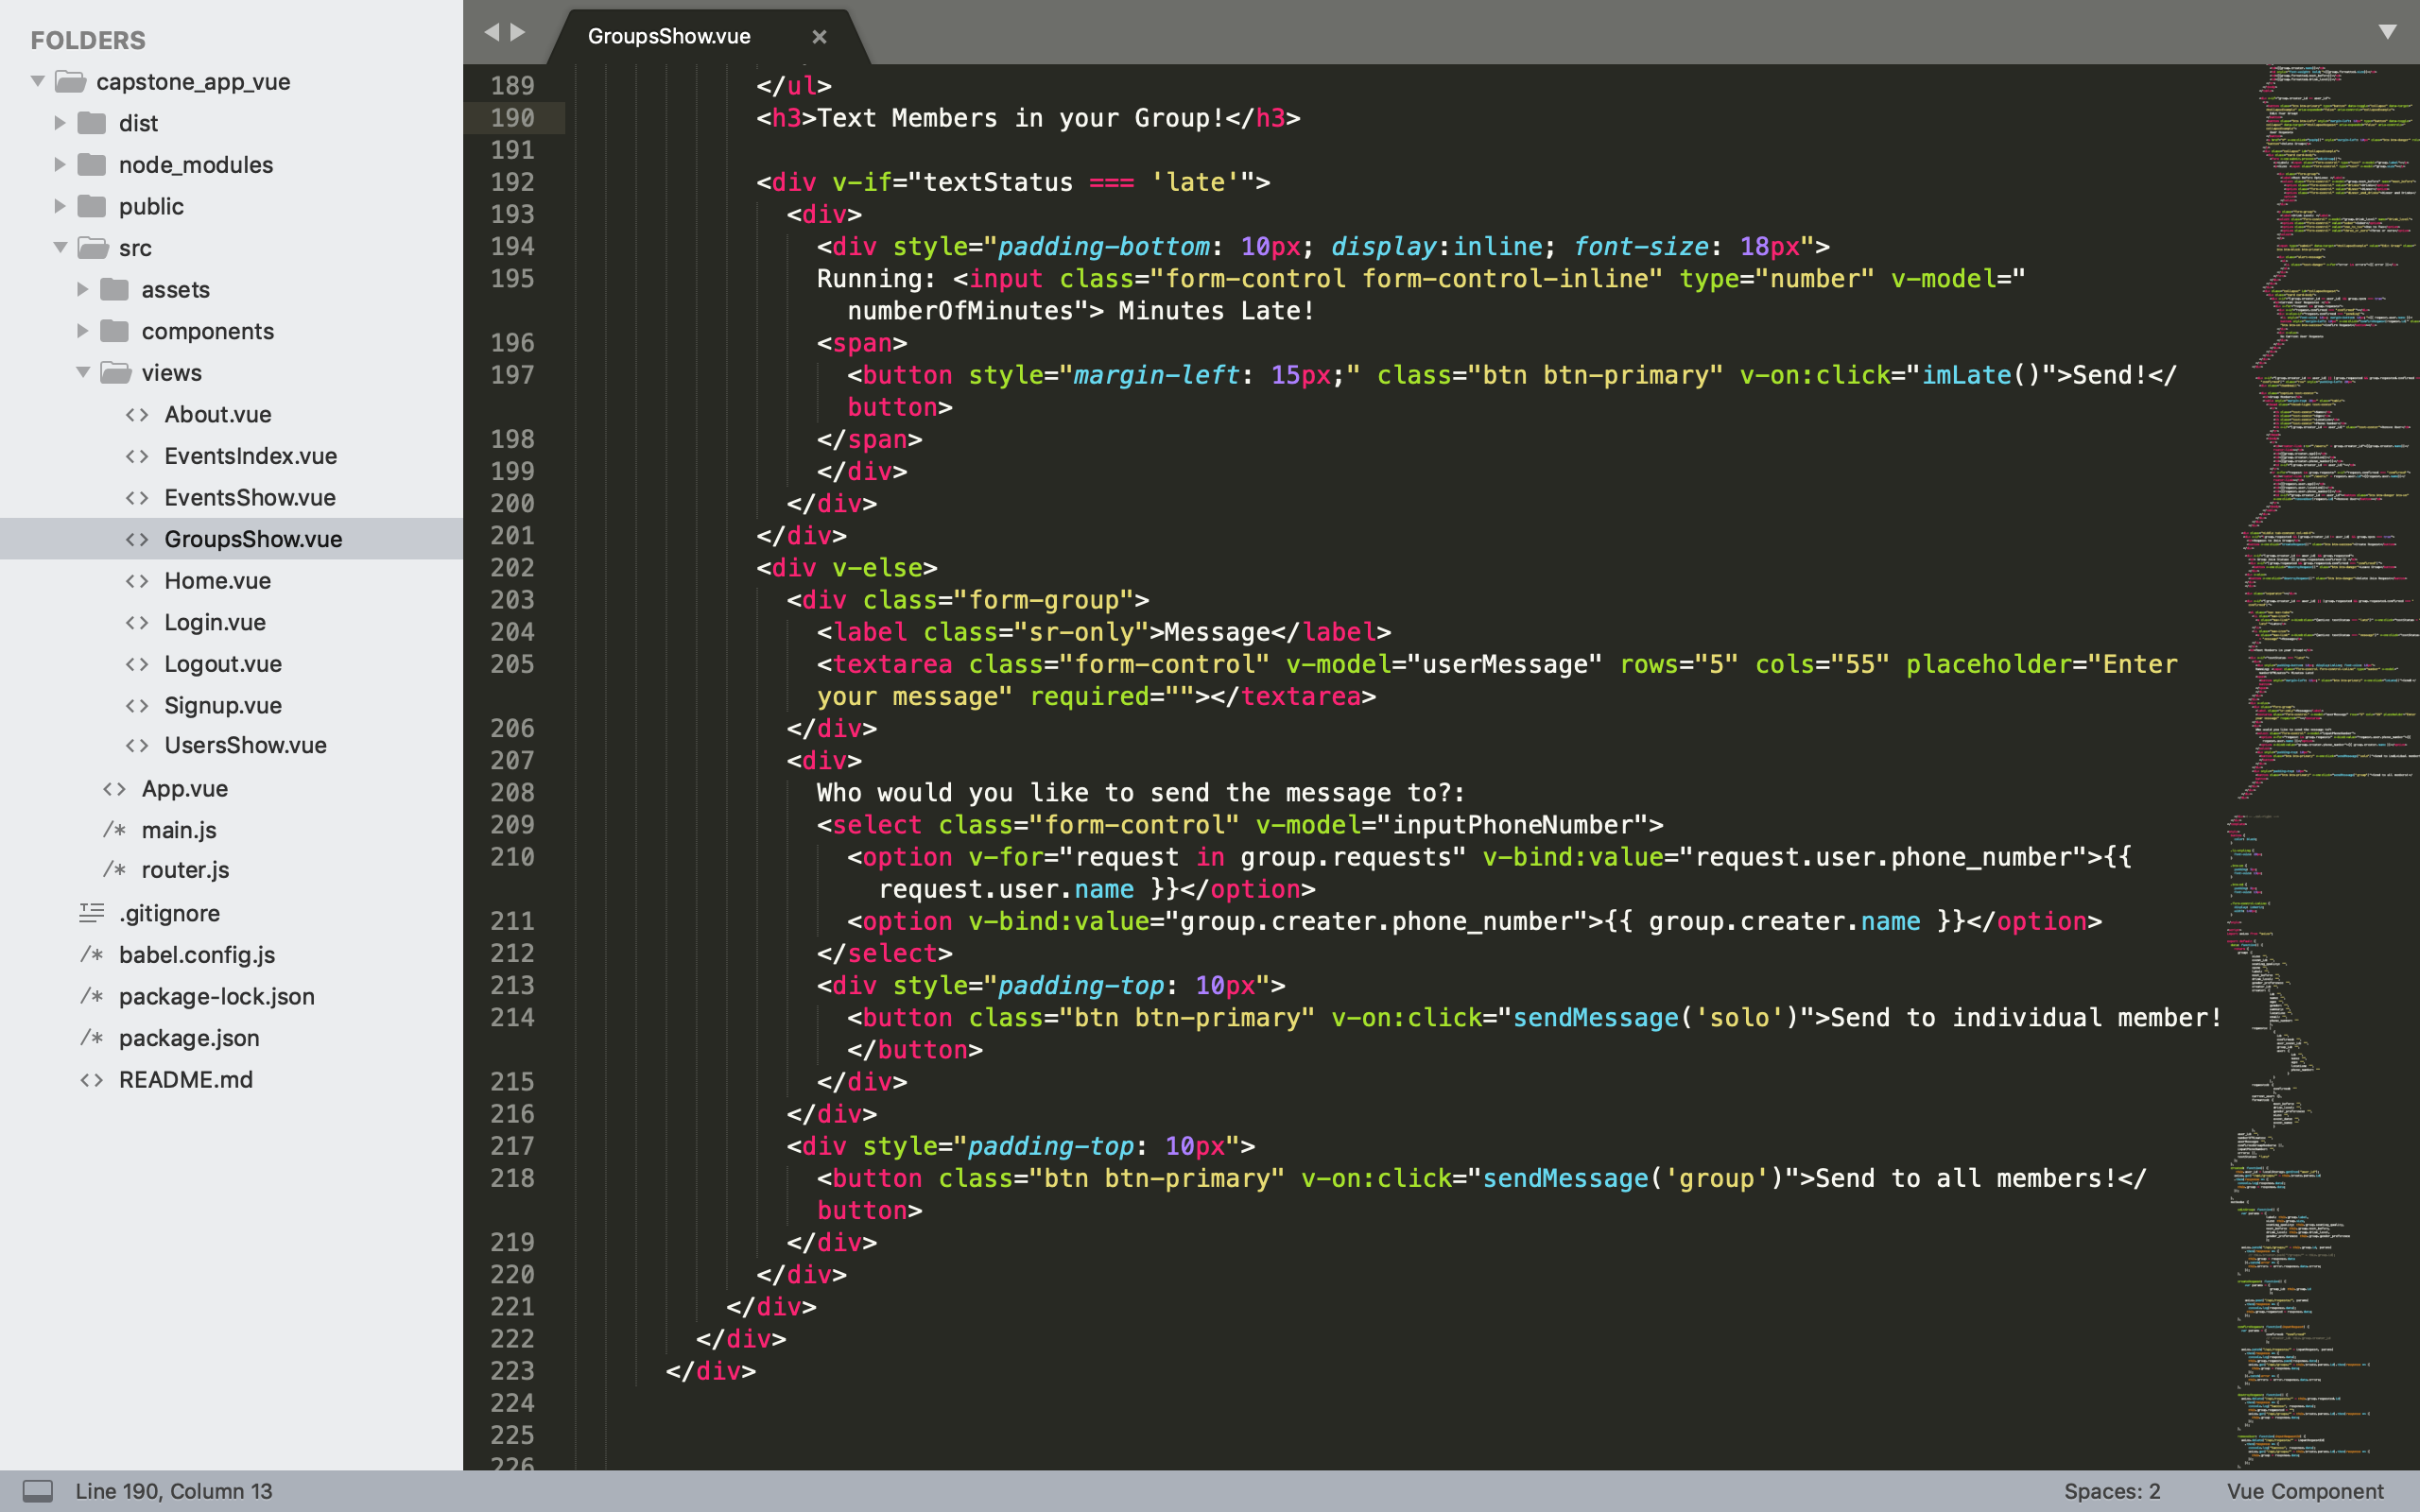 FOLDERS
capstone_app_vue
dist
node_modules
public
src
assets
components
views
About.vue
EventsIndex.vue
EventsShow.vue
GroupsShow.vue
Home.vue
Login.vue
Logout.vue
Signup.vue
UsersShow.vue
App.vue
/* main.js
/* router.js
.gitignore
/* babel.config.js
/* package-lock.json
/* package.json
README.md
GroupsShow.vue
189 </ul>
190 <h3>Text Members in your Group!</h3>
191
192 <div v-if="textStatus === 'late'">
193 <div>
194 <div style="padding-bottom: 10px; display:inline; font-size: 18px">
195 Running: <input class="form-control form-control-inline" type="number" v-model="
numberOfMinutes"> Minutes Late!
196 <span>
197 <button style="margin-left: 15px;" class="btn btn-primary" v-on:click="imLate()">Send!</
button>
198 </span>
199 </div>
200 </div>
201 </div>
202 <div v-else>
203 <div class="form-group">
204 <label class="sr-only">Message</label>
205 <textarea class="form-control" v-model="userMessage" rows="5" cols="55" placeholder="Enter
your message" required=""></textarea>
206 </div>
207 <div>
208 Who would you like to send the message to?:
209 <select class="form-control" v-model="inputPhoneNumber">
210 <option v-for="request in group.requests" v-bind:value="request.user.phone_number">{{
request.user.name }}</option>
211 <option v-bind:value="group.creater.phone_number">{{ group.creater.name }}</option>
212 </select>
213 <div style="padding-top: 10px">
214 <button class="btn btn-primary" v-on:click="sendMessage('solo')">Send to individual member!
</button>
215 </div>
216 </div>
217 <div style="padding-top: 10px">
218 <button class="btn btn-primary" v-on:click="sendMessage('group')">Send to all members!</
button>
219 </div>
220 </div>
221 </div>
222 </div>
223 </div>
224
225
226
Line 190, Column 13
Spaces: 2
Vue Component